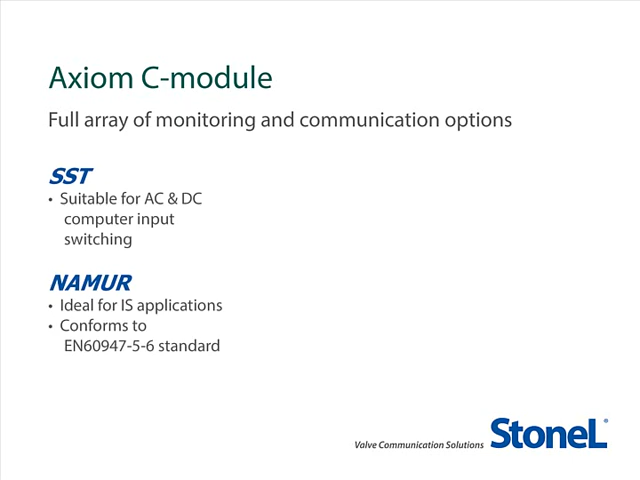 Axiom C-module
Full array of monitoring and communication options
SST
• Suitable for AC & DC
computer input
switching
NAMUR
• Ideal for IS applications
• Conforms to
EN60947-5-6 standard
Valve Communication Solutions StoneL®